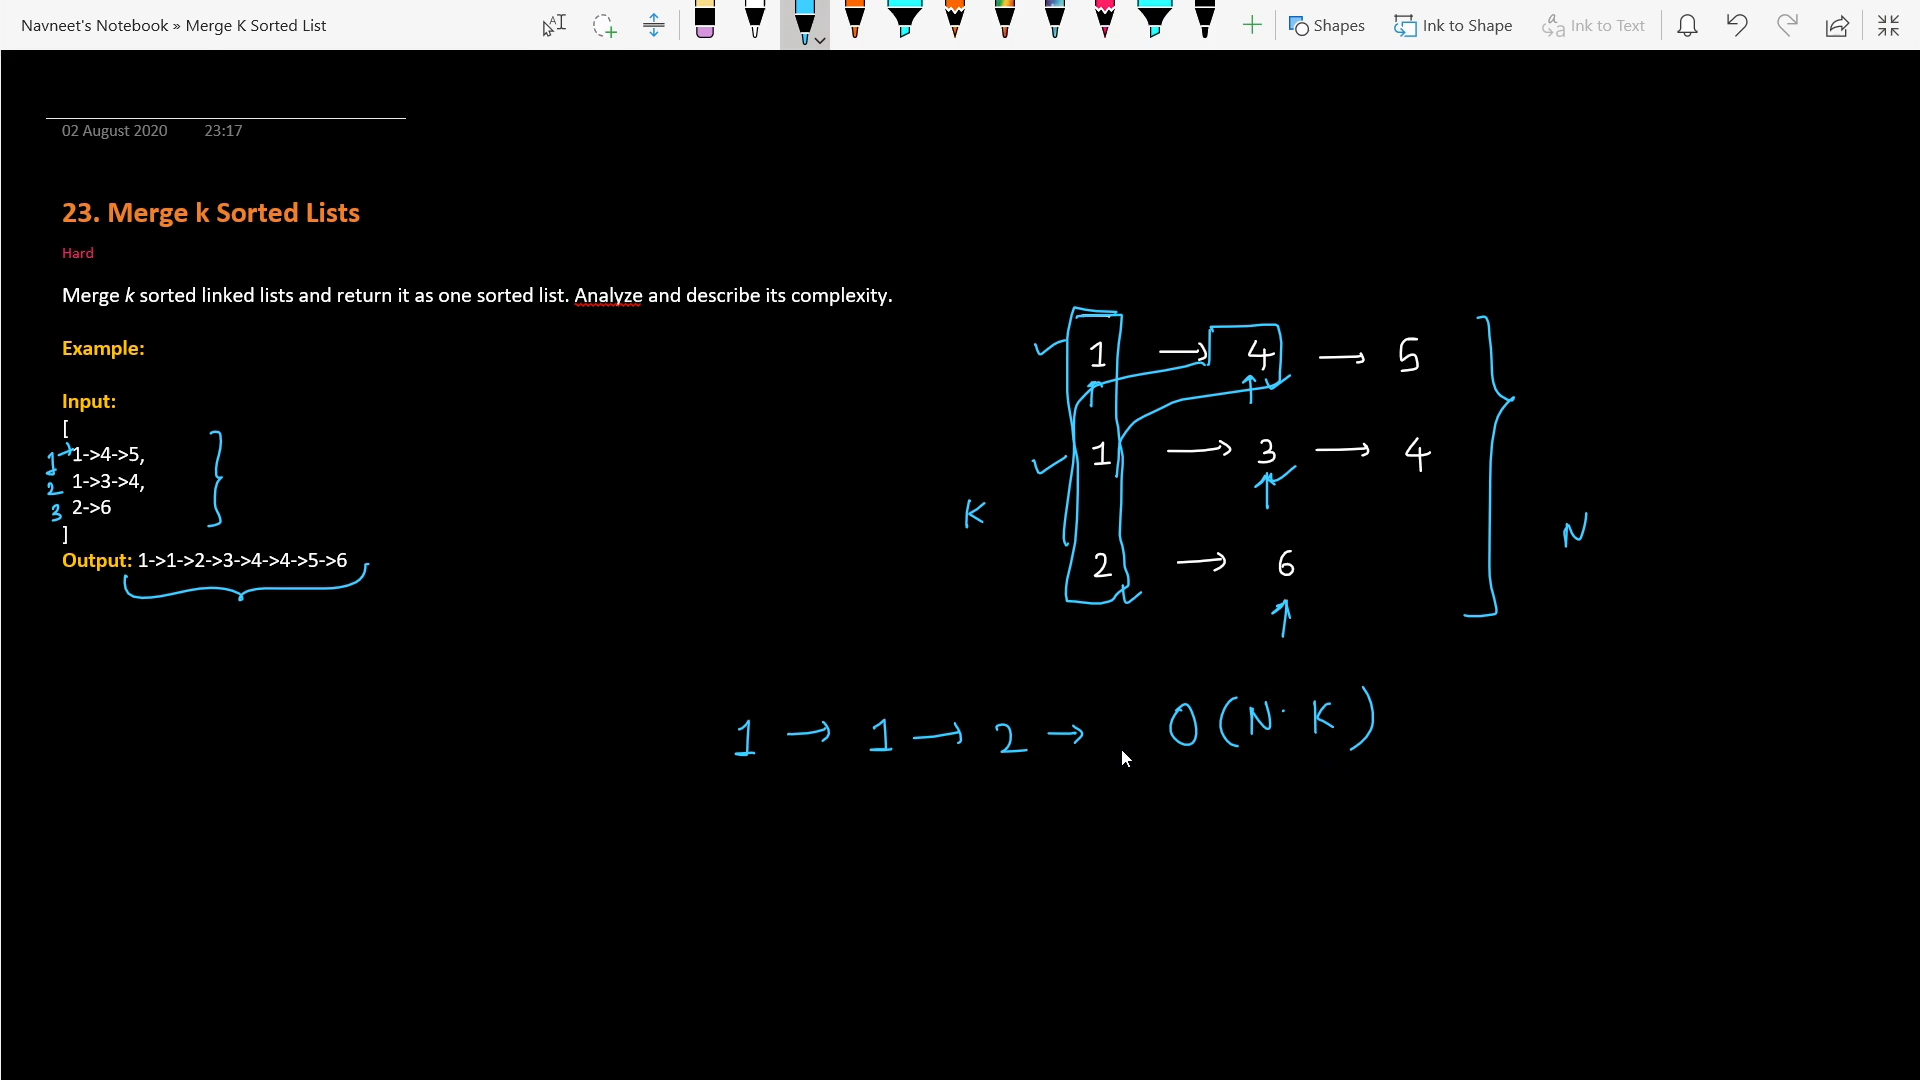 Navneet's Notebook » Merge K Sorted List
Shapes
Ink to Shape
Ink to Text
02 August 2020 23:17
23. Merge k Sorted Lists
Hard
Merge k sorted linked lists and return it as one sorted list. Analyze and describe its complexity.
Example:
Input:
[
1 1->4->5,
2 1->3->4,
3 2->6
]
Output: 1->1->2->3->4->4->5->6
1 → 4 → 5
1 → 3 → 4
K
N
2 → 6
1 → 1 → 2 →
O(N·K)